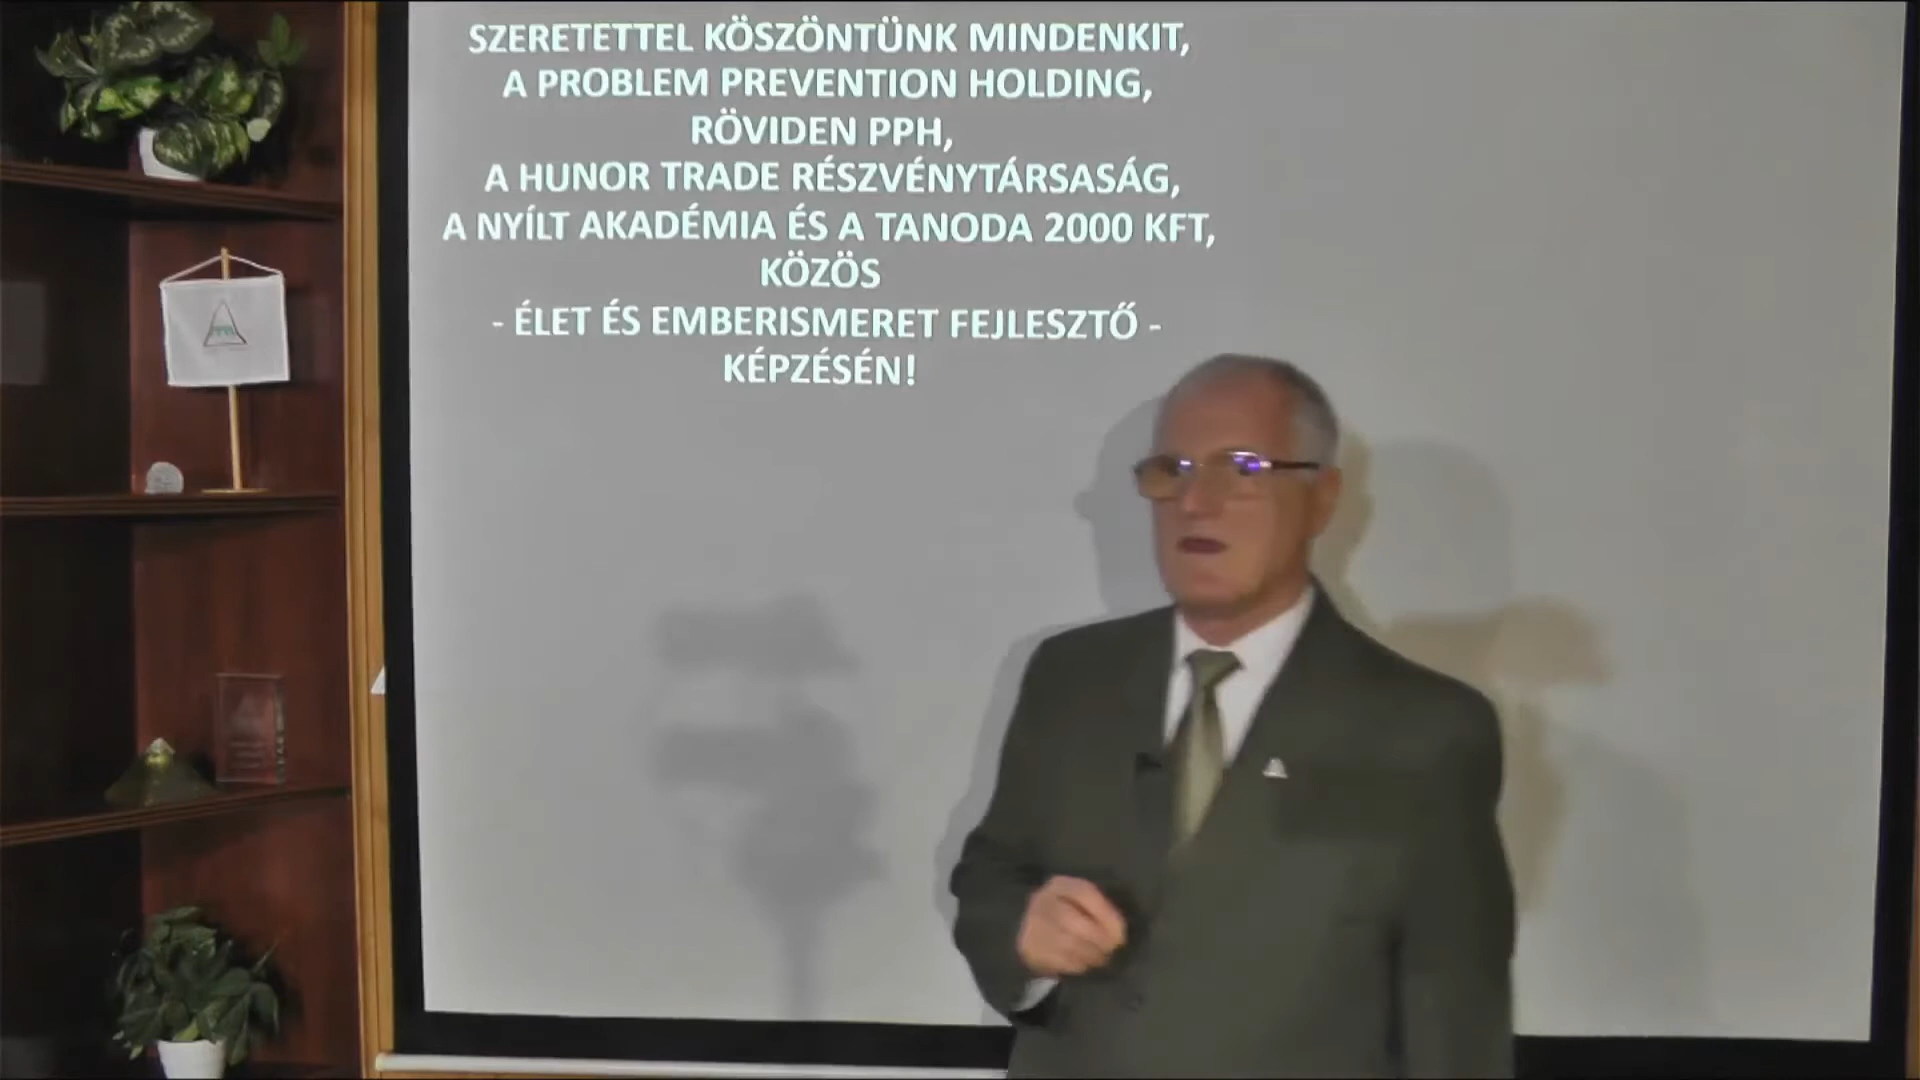 SZERETETTEL KÖSZÖNTÜNK MINDENKIT,
A PROBLEM PREVENTION HOLDING,
RÖVIDEN PPH,
A HUNOR TRADE RÉSZVÉNYTÁRSASÁG,
A NYÍLT AKADÉMIA ÉS A TANODA 2000 KFT,
KÖZÖS
- ÉLET ÉS EMBERISMERET FEJLESZTŐ -
KÉPZÉSÉN!